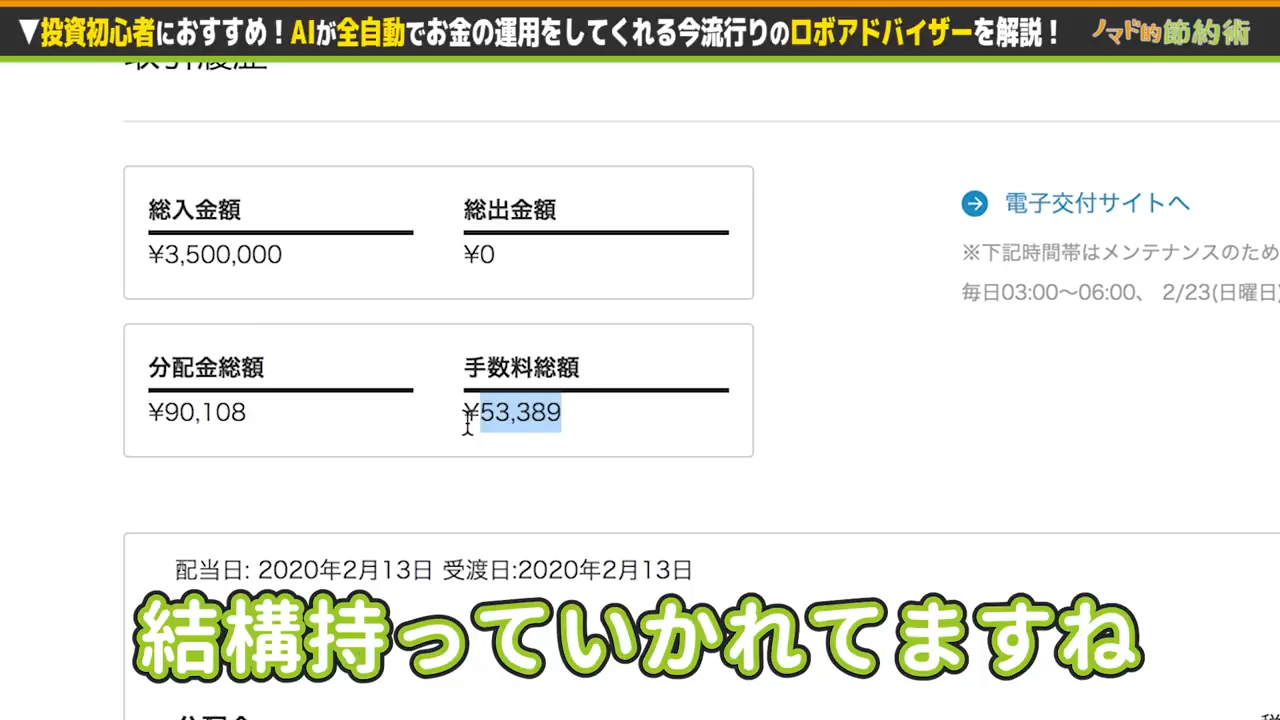 ▼投資初心者におすすめ！AIが全自動でお金の運用をしてくれる今流行りのロボアドバイザーを解説！ ノマド的節約術
取引履歴
総入金額 総出金額
¥3,500,000 ¥0
電子交付サイトへ
※下記時間帯はメンテナンスのため
毎日03:00〜06:00、 2/23(日曜日)
分配金総額 手数料総額
¥90,108 ¥53,389
配当日: 2020年2月13日 受渡日:2020年2月13日
結構持っていかれてますね